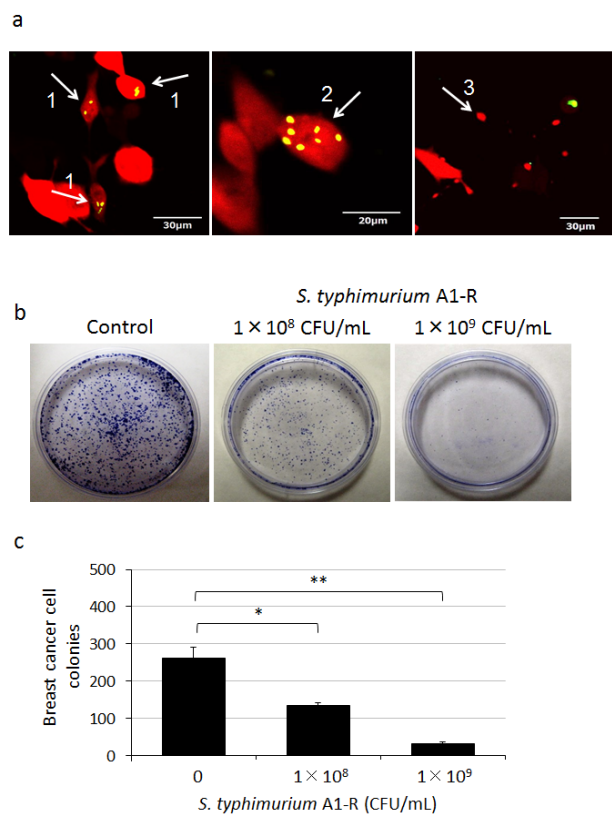 a
1
1
1
30μm
2
20μm
3
30μm
b
S. typhimurium A1-R
Control
1×10⁸ CFU/mL
1×10⁹ CFU/mL
c
Breast cancer cell
colonies
500
400
300
200
100
0
**
*
0
1×10⁸
1×10⁹
S. typhimurium A1-R (CFU/mL)